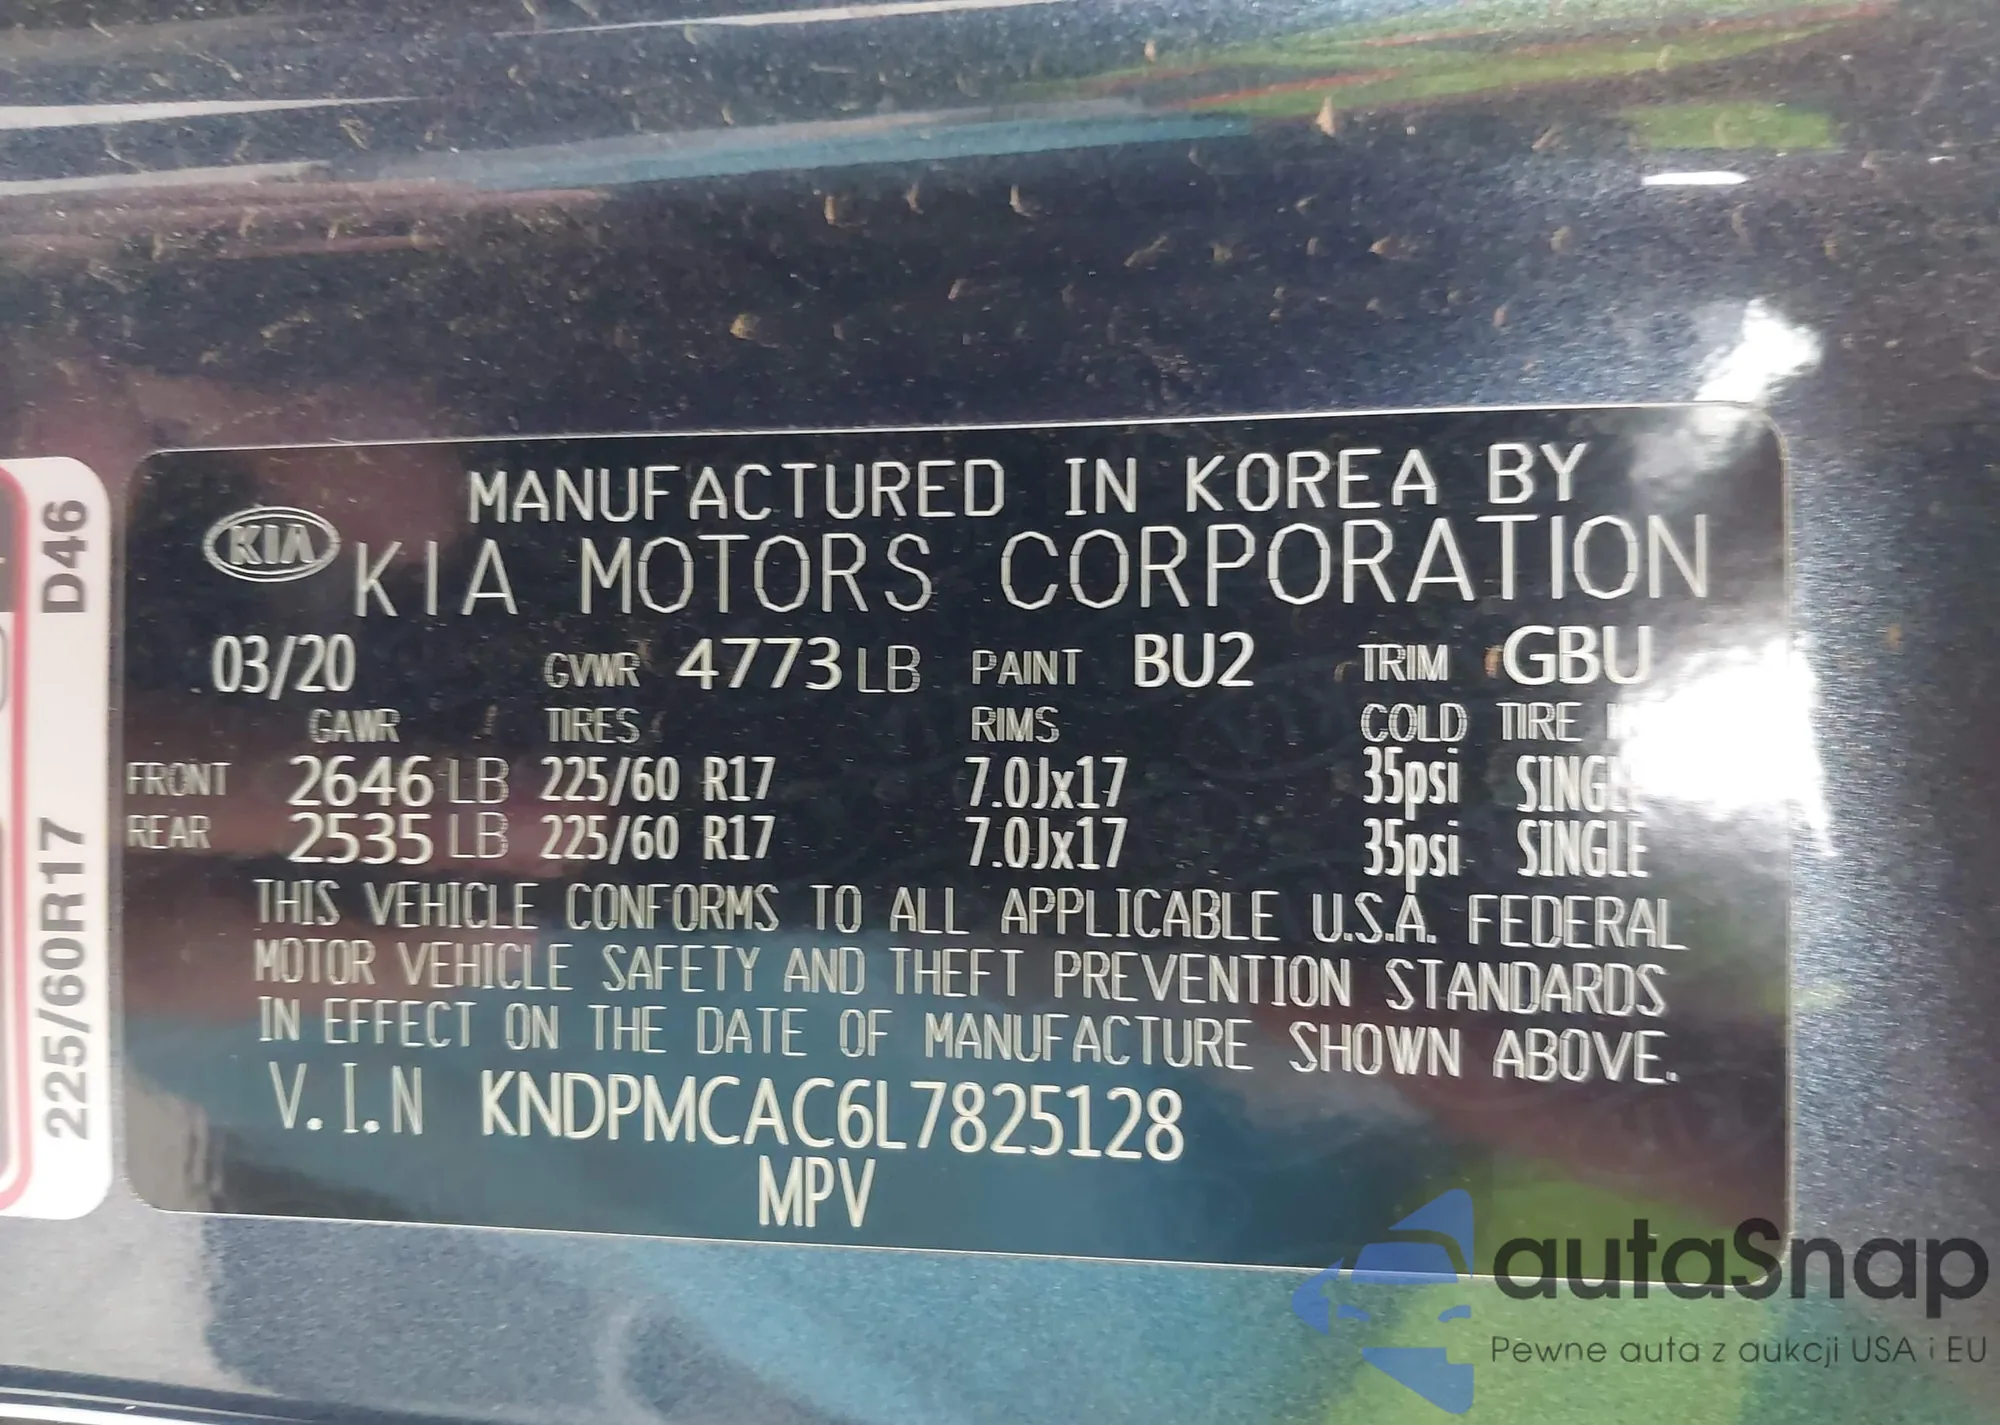 MANUFACTURED IN KOREA BY
KIA KIA MOTORS CORPORATION
03/20 GVWR 4773 LB PAINT BU2 TRIM GBU
GAWR TIRES RIMS COLD TIRE
FRONT 2646 LB 225/60 R17 7.0Jx17 35psi SINGLE
REAR 2535 LB 225/60 R17 7.0Jx17 35psi SINGLE
THIS VEHICLE CONFORMS TO ALL APPLICABLE U.S.A. FEDERAL
MOTOR VEHICLE SAFETY AND THEFT PREVENTION STANDARDS
IN EFFECT ON THE DATE OF MANUFACTURE SHOWN ABOVE.
V.I.N KNDPMCAC6L7825128
MPV
225/60R17 D46
autaSnap
Pewne auta z aukcji USA i EU